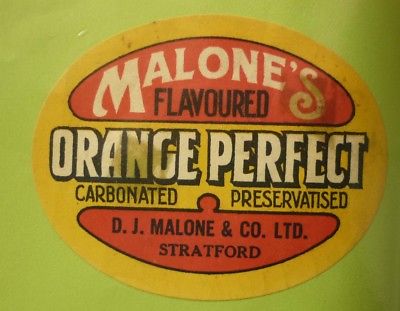 MALONE'S
FLAVOURED
ORANGE PERFECT
CARBONATED PRESERVATISED
D. J. MALONE & CO. LTD.
STRATFORD